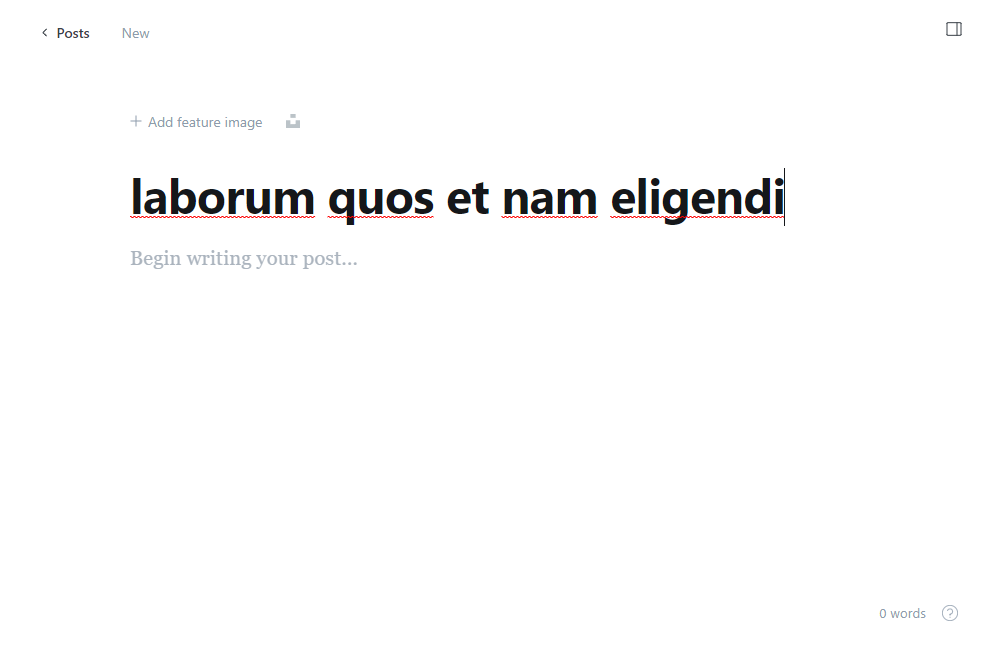 Posts New
Add feature image
laborum quos et nam eligendi
Begin writing your post...
0 words